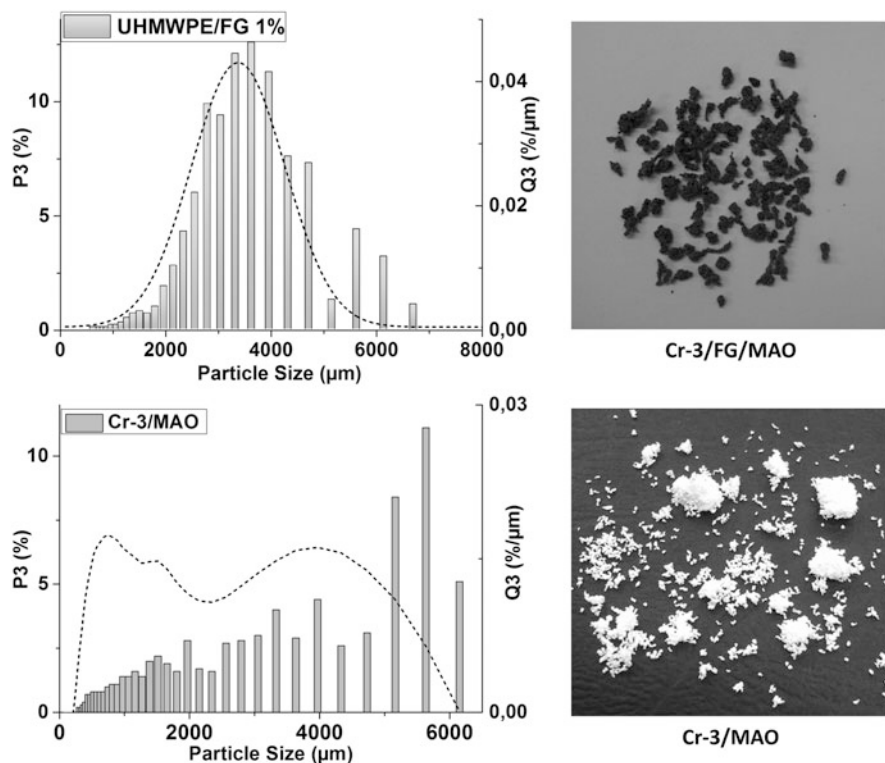 UHMWPE/FG 1%
P3 (%)
10
5
0
0,04
0,02
0,00
Q3 (%/µm)
0 2000 4000 6000 8000
Particle Size (µm)
Cr-3/FG/MAO
Cr-3/MAO
P3 (%)
10
5
0
0,03
0,00
Q3 (%/µm)
0 2000 4000 6000
Particle Size (µm)
Cr-3/MAO